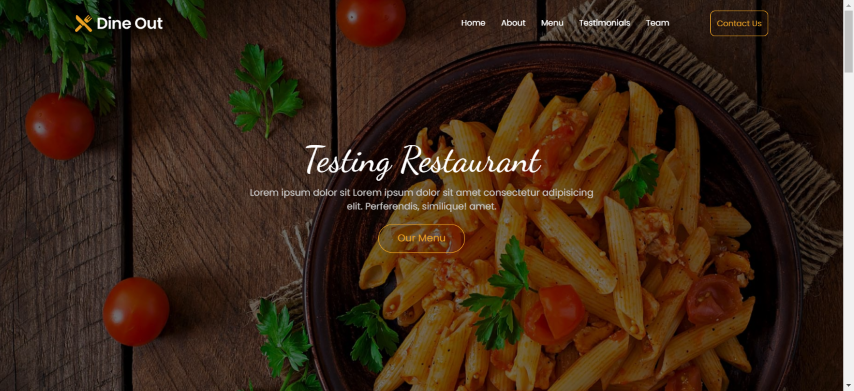 Dine Out
Home About Menu Testimonials Team
Contact Us
Testing Restaurant
Lorem ipsum dolor sit Lorem ipsum dolor sit amet consectetur adipisicing
elit. Perferendis, similique! amet.
Our Menu